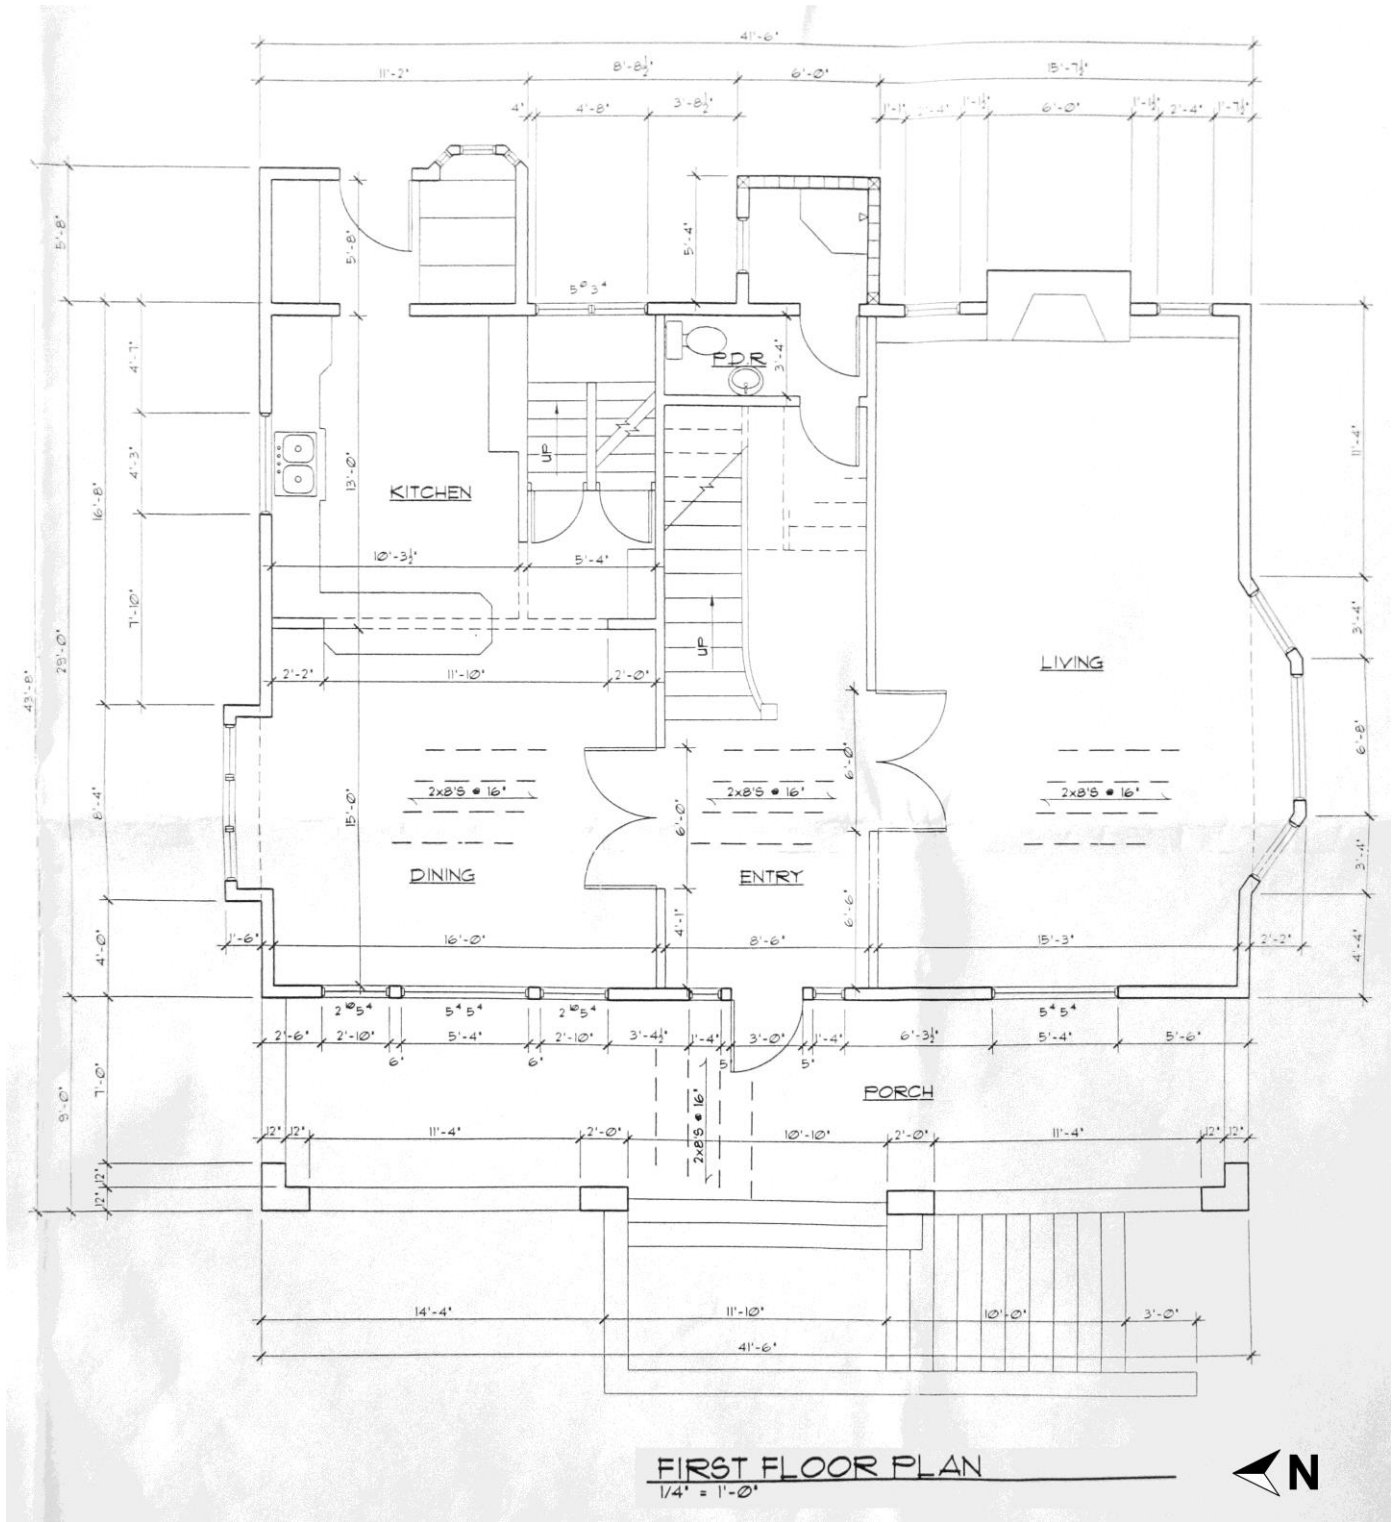 41'-6"
11'-2" 8'-8½" 6'-0" 15'-7½"
4" 4'-8" 3'-8½" 1'-1" 2'-4" 1'-1½" 6'-0" 1'-1½" 2'-4" 1'-7½"
5'-8"
5'-8"
5'-4"
5⁰3⁴
4'-7"
P.D.R
3'-4"
11'-4"
4'-3"
UP
KITCHEN
13'-0"
16'-8"
10'-3½" 5'-4"
7'-10"
3'-4"
29'-0"
UP
LIVING
43'-8"
2'-2" 11'-10" 2'-0"
6'-8"
6'-0"
2x8'S @ 16" 2x8'S @ 16" 2x8'S @ 16"
8'-4"
15'-0"
6'-0"
3'-4"
DINING ENTRY
6'-6"
4'-1"
1'-6" 16'-0" 8'-6" 15'-3" 2'-2"
4'-0"
4'-4"
2¹⁰5⁴ 5⁴5⁴ 2¹⁰5⁴ 5⁴5⁴
2'-6" 2'-10" 5'-4" 2'-10" 3'-4½" 1'-4" 3'-0" 1'-4" 6'-3½" 5'-4" 5'-6"
6" 6" 5" 5"
7'-0"
9'-0"
PORCH
2x8'S @ 16"
12" 12" 11'-4" 2'-0" 10'-10" 2'-0" 11'-4" 12" 12"
12"
12"
14'-4" 11'-10" 10'-0" 3'-0"
41'-6"
FIRST FLOOR PLAN
1/4" = 1'-0"
N